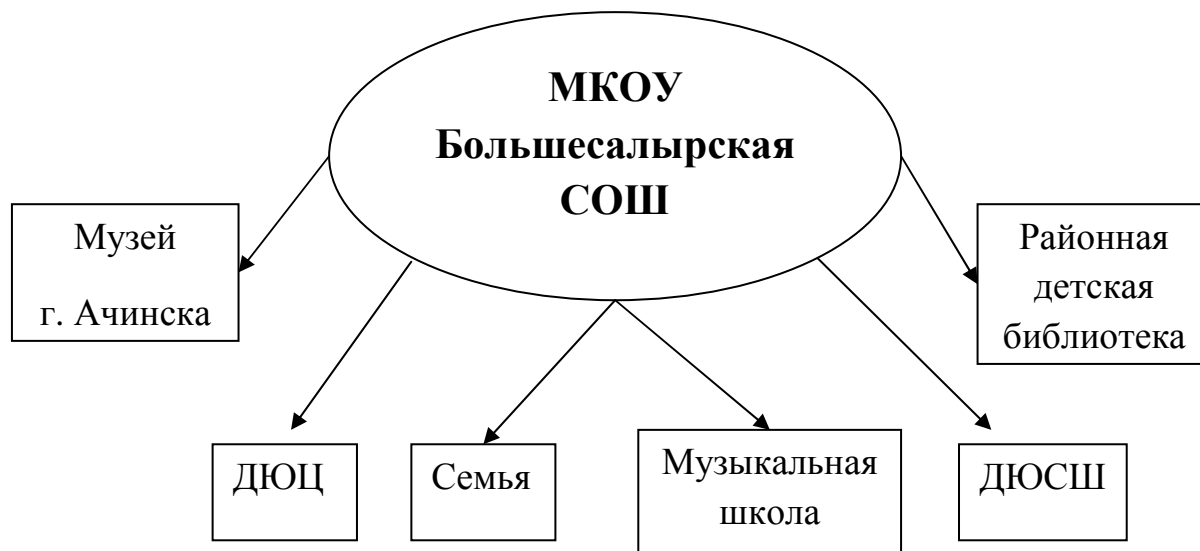 МКОУ
Большесалырская
СОШ
Музей
г. Ачинска
Районная
детская
библиотека
ДЮЦ
Семья
Музыкальная
школа
ДЮСШ